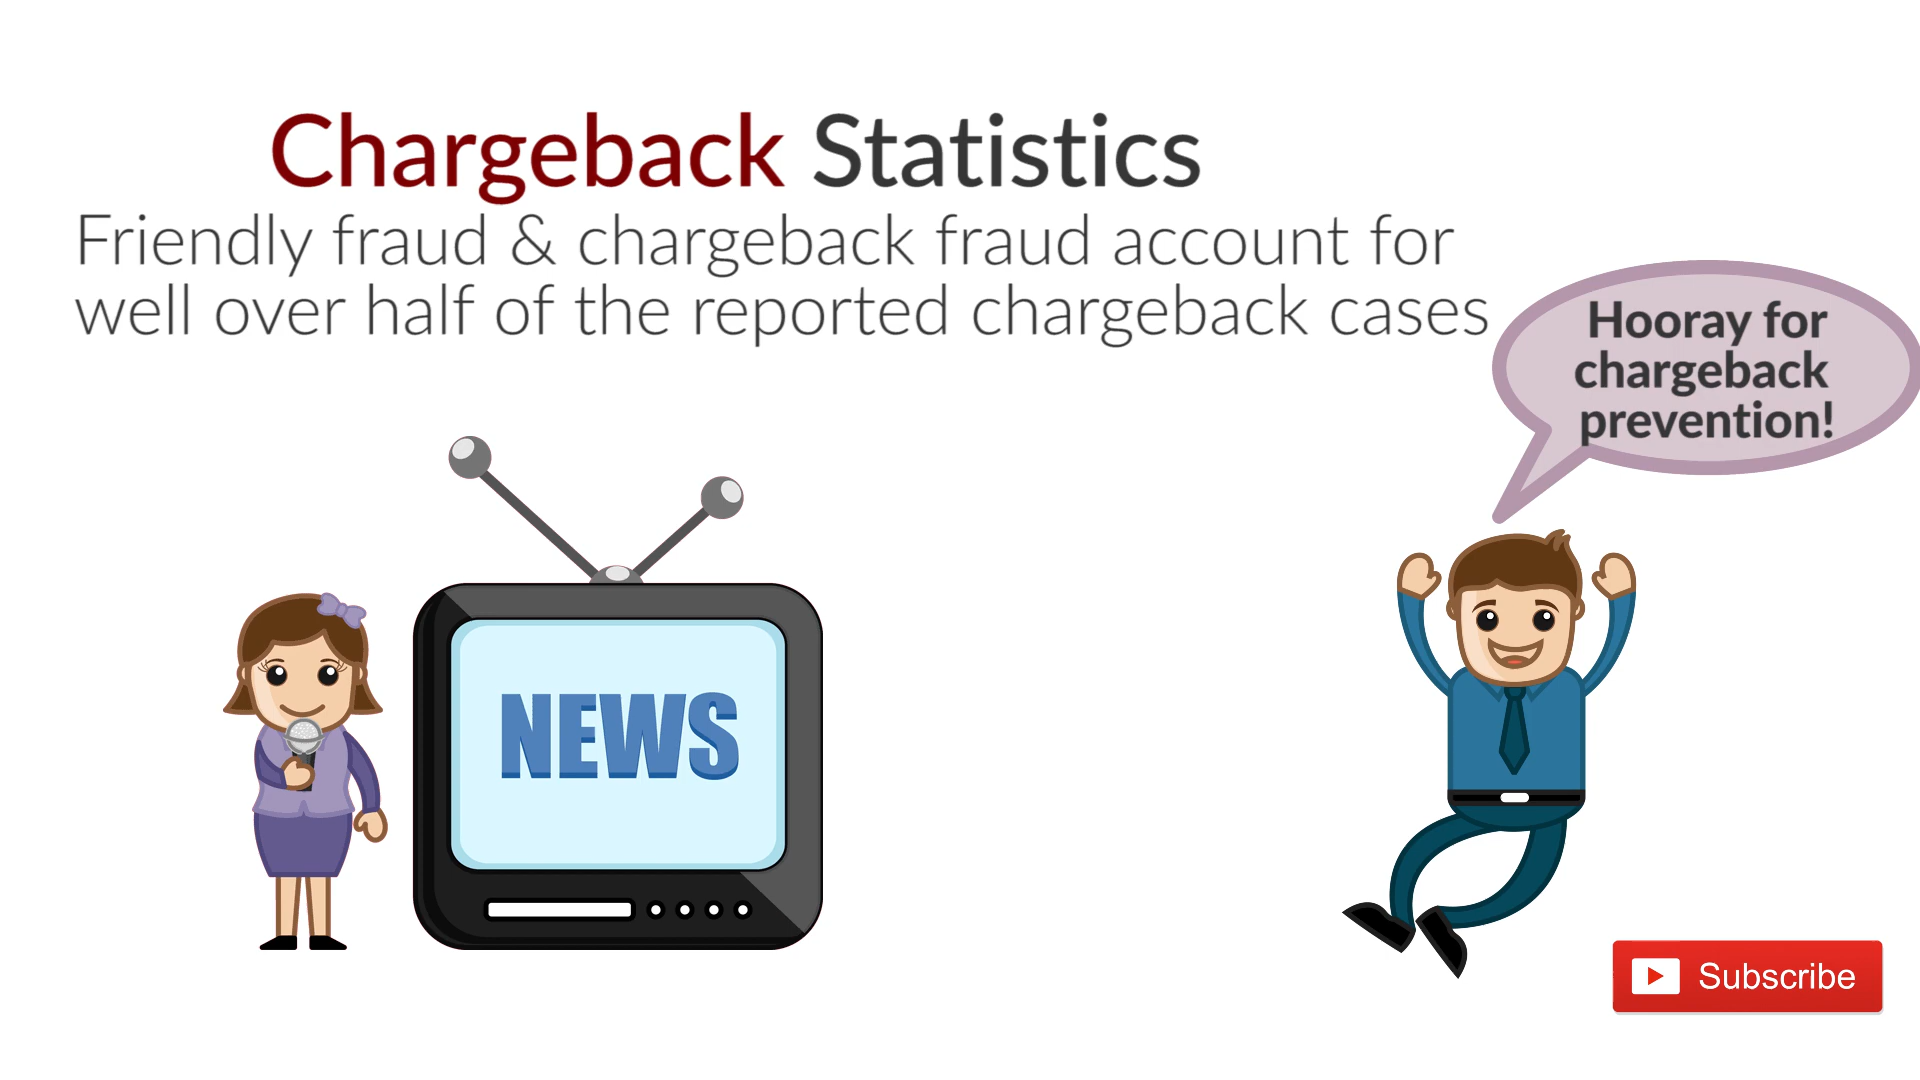 Chargeback Statistics
Friendly fraud & chargeback fraud account for
well over half of the reported chargeback cases
Hooray for
chargeback
prevention!
NEWS
Subscribe